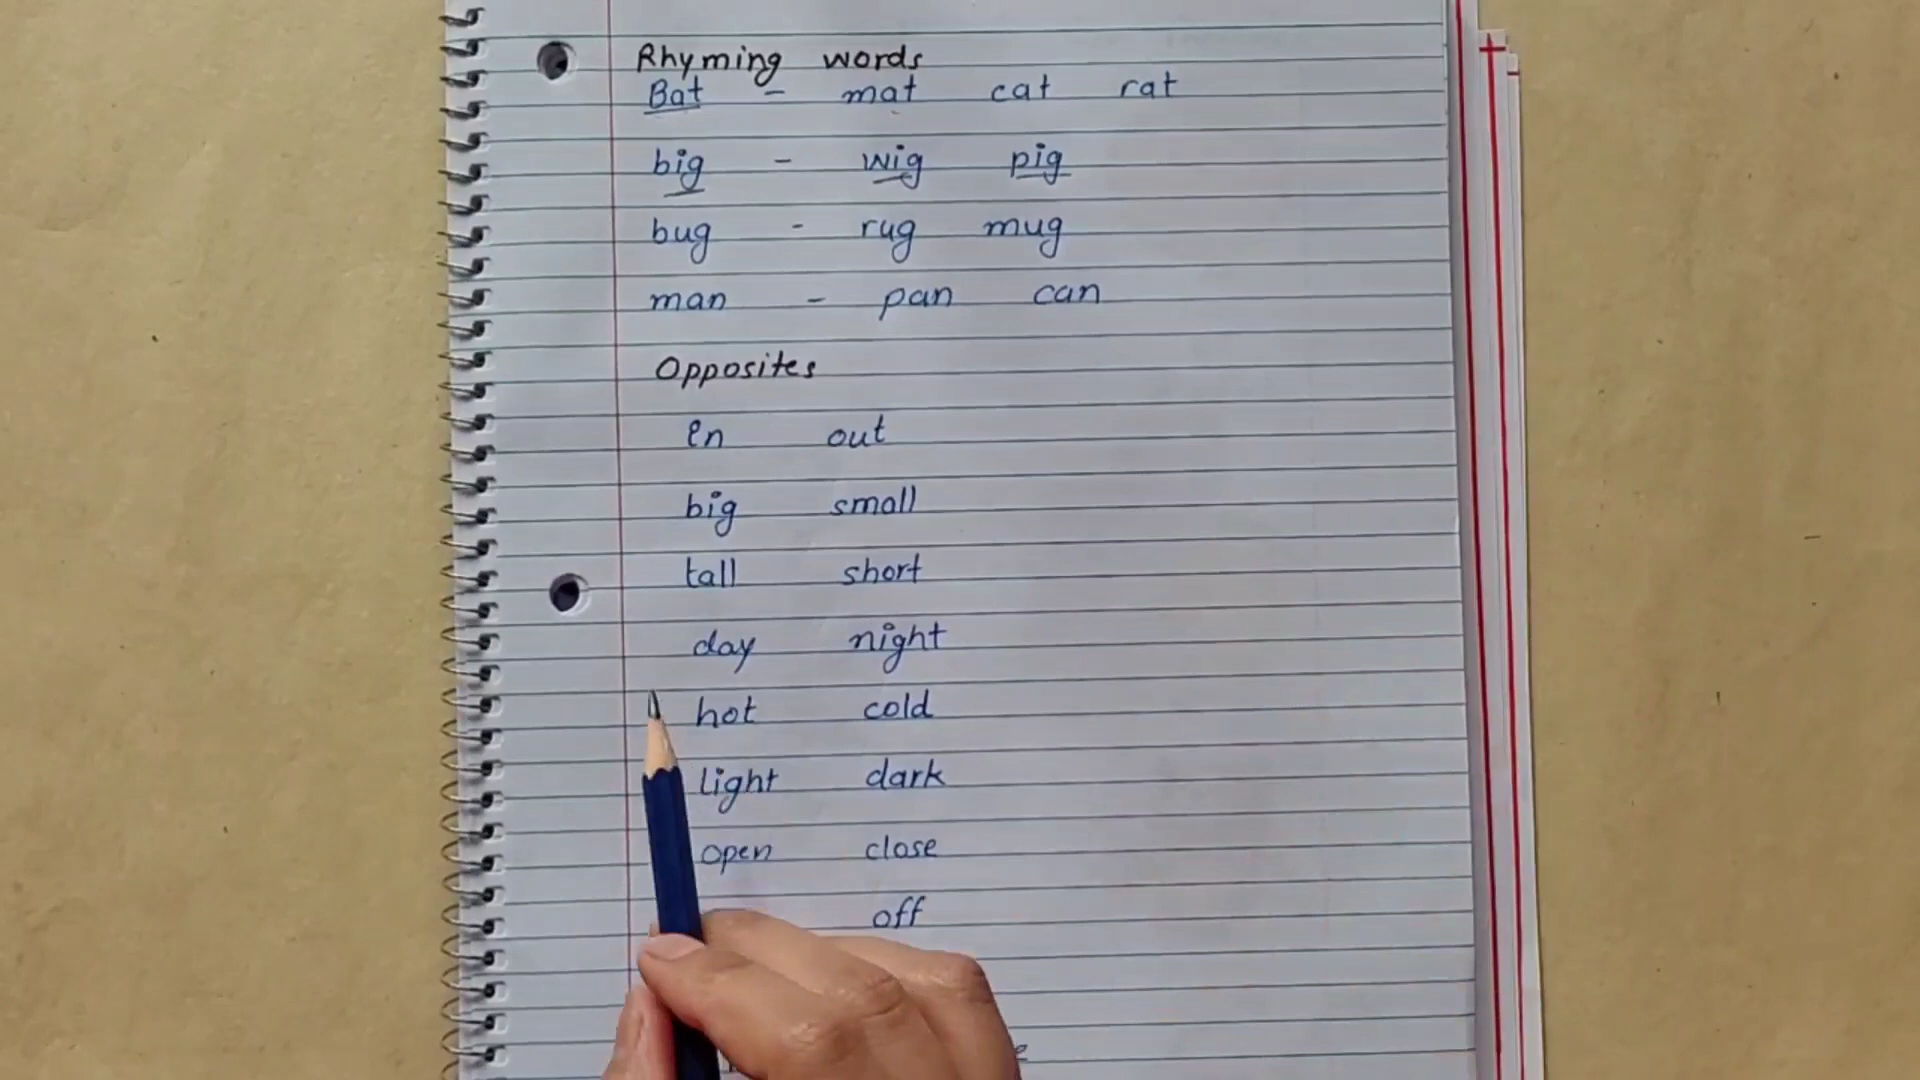 Rhyming words
Bat - mat cat rat
big - wig pig
bug - rug mug
man - pan can
Opposites
in out
big small
tall short
day night
hot cold
light dark
open close
off